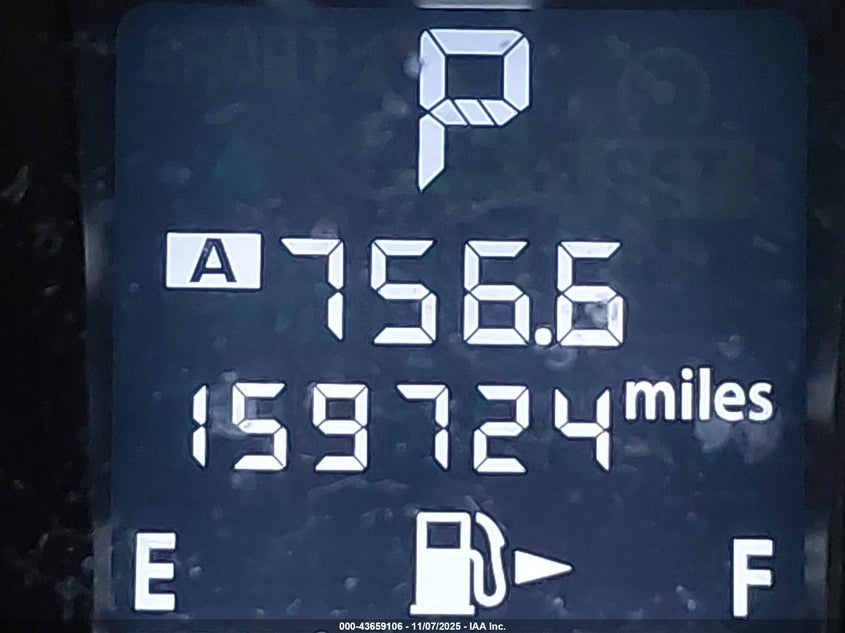 P
A 756.6
159724 miles
E F
000-43659106 - 11/07/2025 - IAA Inc.